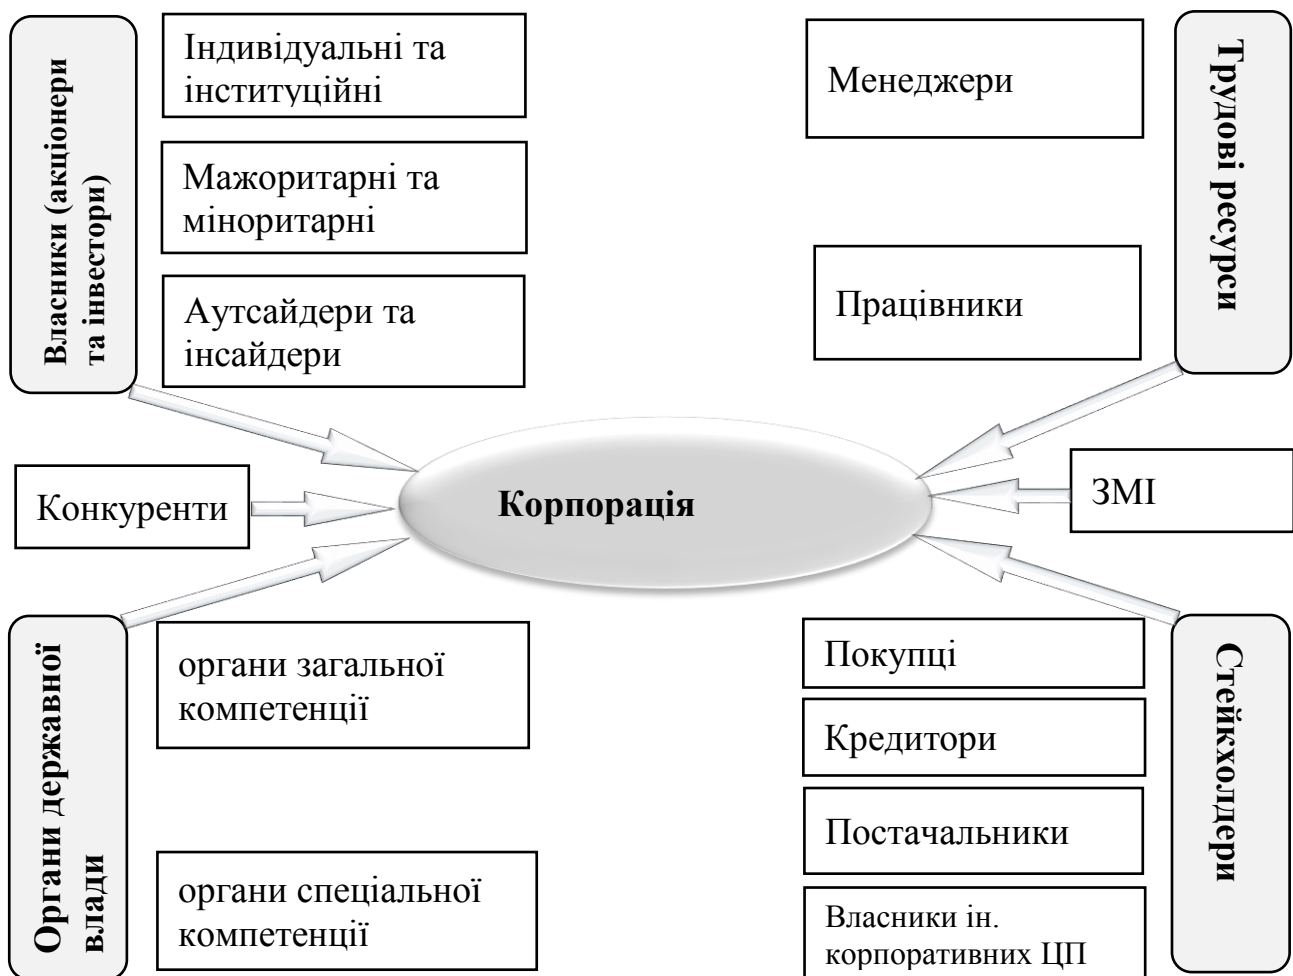 Власники (акціонери
та інвестори)
Індивідуальні та
інституційні
Мажоритарні та
міноритарні
Аутсайдери та
інсайдери
Менеджери
Працівники
Трудові ресурси
Конкуренти
Корпорація
ЗМІ
Органи державної
влади
органи загальної
компетенції
органи спеціальної
компетенції
Покупці
Кредитори
Постачальники
Власники ін.
корпоративних ЦП
Стейкхолдери